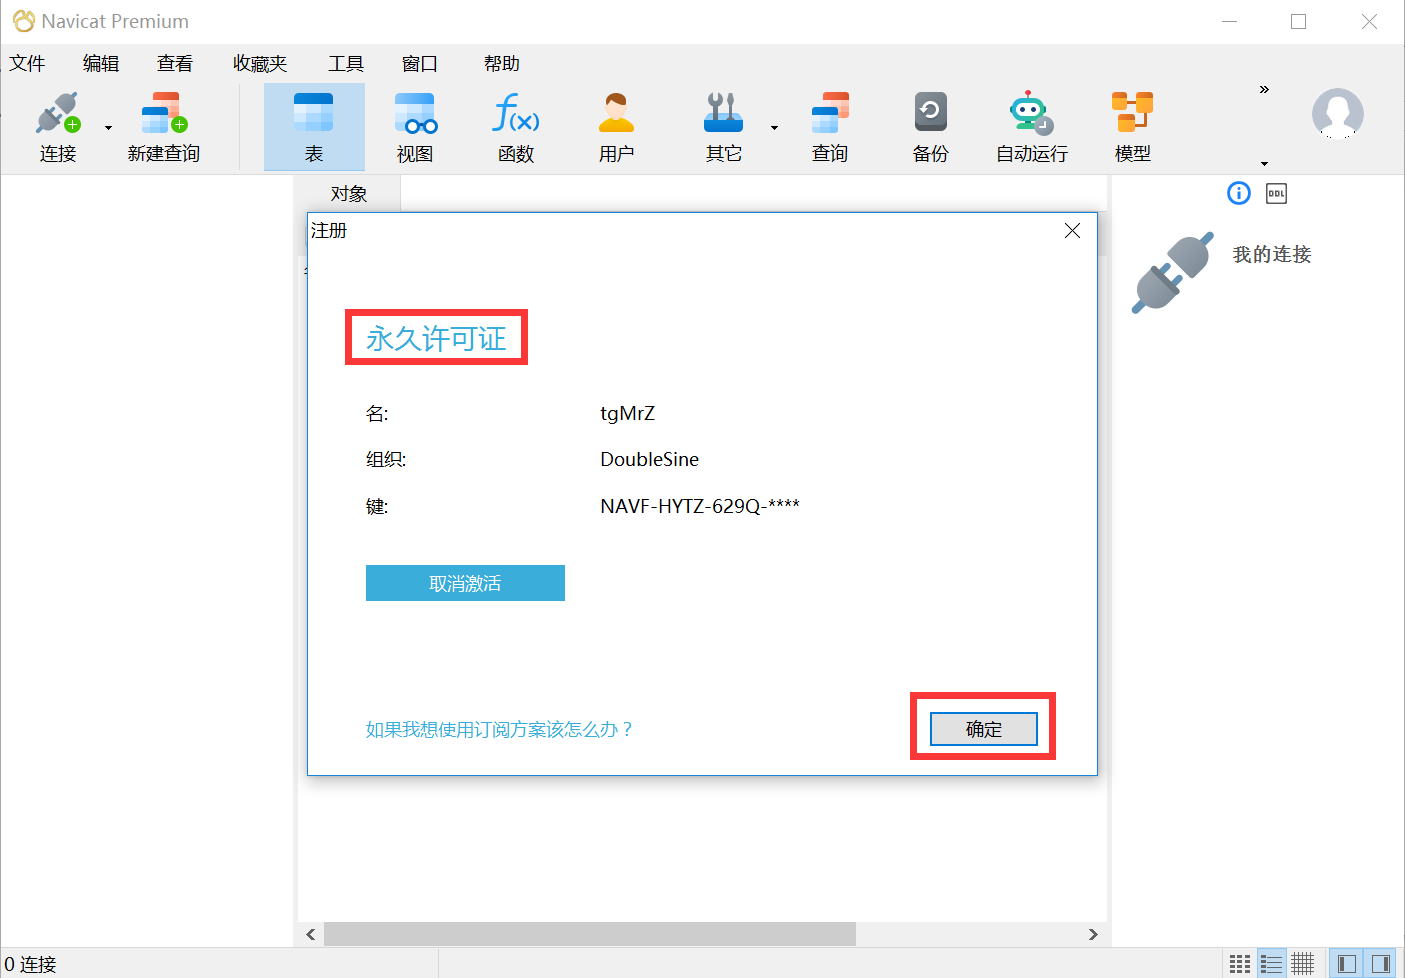 Navicat Premium
文件 编辑 查看 收藏夹 工具 窗口 帮助
连接 新建查询 表 视图 函数 用户 其它 查询 备份 自动运行 模型
对象
DDL
我的连接
注册
永久许可证
名: tgMrZ
组织: DoubleSine
键: NAVF-HYTZ-629Q-****
取消激活
如果我想使用订阅方案该怎么办？
确定
0 连接